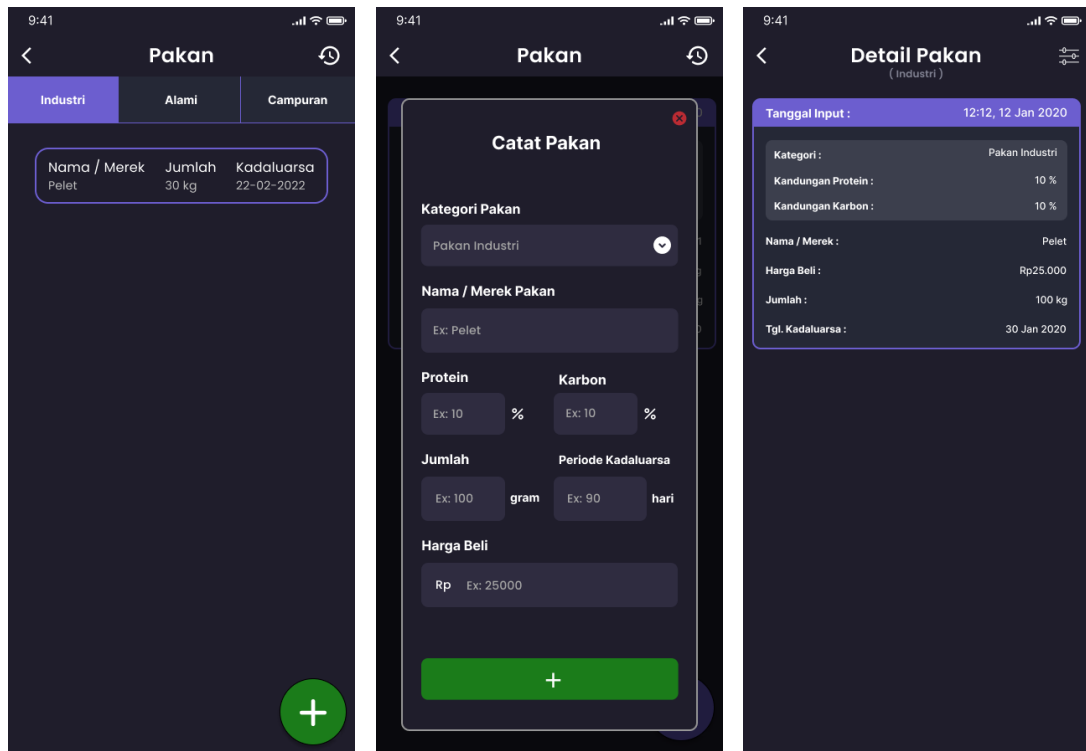 9:41
Pakan
Industri Alami Campuran
Nama / Merek Jumlah Kadaluarsa
Pelet 30 kg 22-02-2022
9:41
Pakan
Catat Pakan
Kategori Pakan
Pakan Industri
Nama / Merek Pakan
Ex: Pelet
Protein Karbon
Ex: 10 % Ex: 10 %
Jumlah Periode Kadaluarsa
Ex: 100 gram Ex: 90 hari
Harga Beli
Rp Ex: 25000
+
9:41
Detail Pakan
( Industri )
Tanggal Input : 12:12, 12 Jan 2020
Kategori : Pakan Industri
Kandungan Protein : 10 %
Kandungan Karbon : 10 %
Nama / Merek : Pelet
Harga Beli : Rp25.000
Jumlah : 100 kg
Tgl. Kadaluarsa : 30 Jan 2020